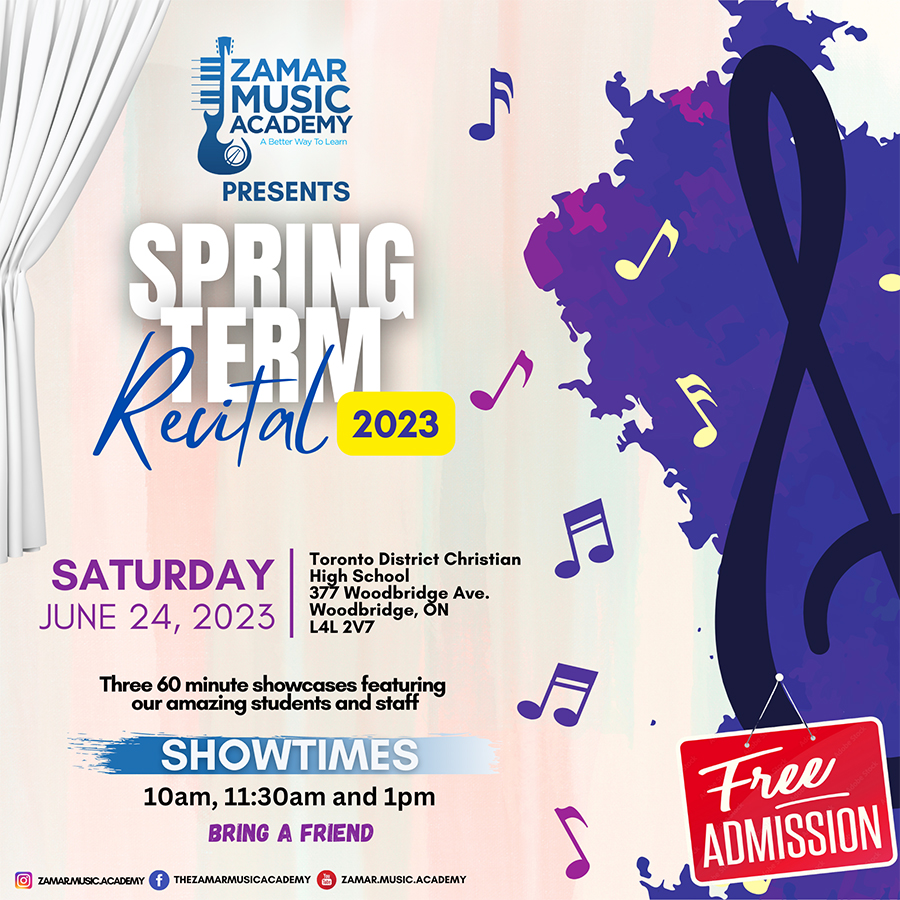 ZAMAR
MUSIC
ACADEMY
A Better Way To Learn
PRESENTS
SPRING
TERM
Recital
2023
SATURDAY
JUNE 24, 2023
Toronto District Christian
High School
377 Woodbridge Ave.
Woodbridge, ON
L4L 2V7
Three 60 minute showcases featuring
our amazing students and staff
SHOWTIMES
10am, 11:30am and 1pm
BRING A FRIEND
Free
ADMISSION
ZAMAR.MUSIC.ACADEMY THEZAMARMUSICACADEMY You Tube ZAMAR.MUSIC.ACADEMY